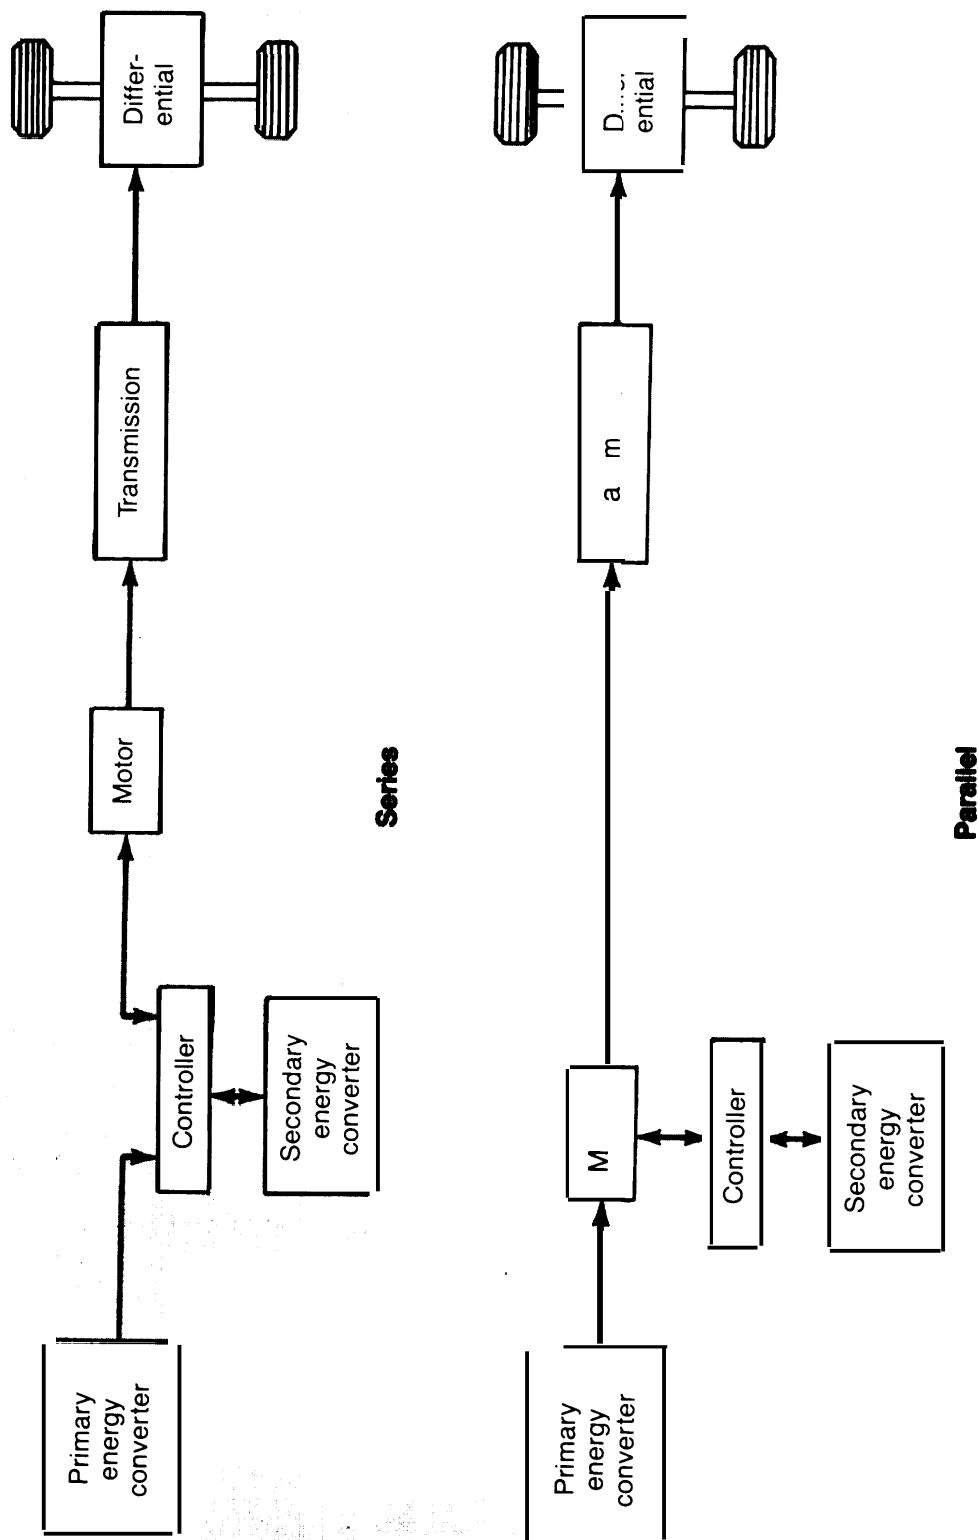 Primary
energy
converter
Controller
Secondary
energy
converter
Motor
Transmission
Differ-
ential
Series
Primary
energy
converter
M
Controller
Secondary
energy
converter
a m
ential
Parallel